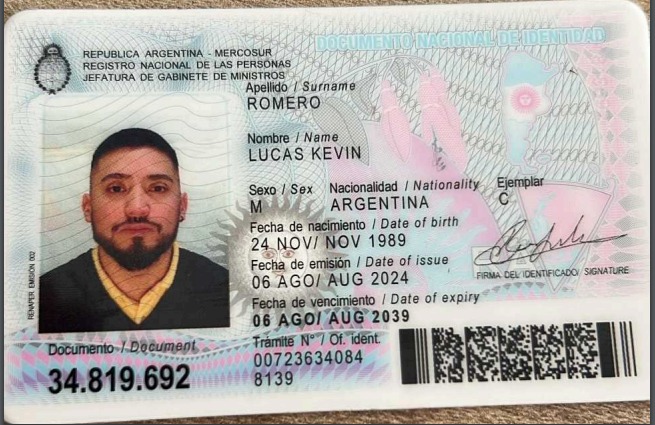 DOCUMENTO NACIONAL DE IDENTIDAD
REPUBLICA ARGENTINA - MERCOSUR
REGISTRO NACIONAL DE LAS PERSONAS
JEFATURA DE GABINETE DE MINISTROS
Apellido / Surname
ROMERO
Nombre / Name
LUCAS KEVIN
Sexo / Sex Nacionalidad / Nationality Ejemplar
M ARGENTINA C
Fecha de nacimiento / Date of birth
24 NOV/ NOV 1989
Fecha de emisión / Date of issue
06 AGO/ AUG 2024
FIRMA DEL IDENTIFICADO/ SIGNATURE
Fecha de vencimiento / Date of expiry
06 AGO/ AUG 2039
Trámite N° / Of. ident.
00723634084
8139
Documento / Document
34.819.692
RENAPER EMISION 002